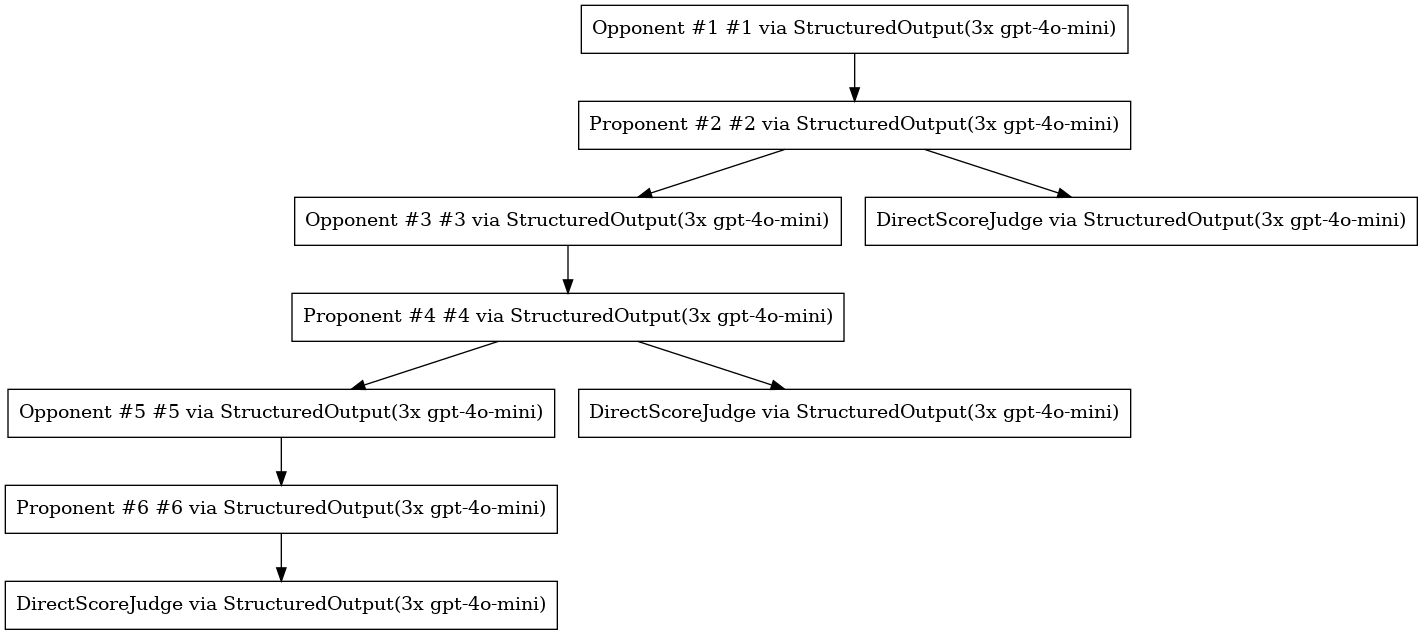 Opponent #1 #1 via StructuredOutput(3x gpt-4o-mini)
Proponent #2 #2 via StructuredOutput(3x gpt-4o-mini)
Opponent #3 #3 via StructuredOutput(3x gpt-4o-mini)
DirectScoreJudge via StructuredOutput(3x gpt-4o-mini)
Proponent #4 #4 via StructuredOutput(3x gpt-4o-mini)
Opponent #5 #5 via StructuredOutput(3x gpt-4o-mini)
DirectScoreJudge via StructuredOutput(3x gpt-4o-mini)
Proponent #6 #6 via StructuredOutput(3x gpt-4o-mini)
DirectScoreJudge via StructuredOutput(3x gpt-4o-mini)